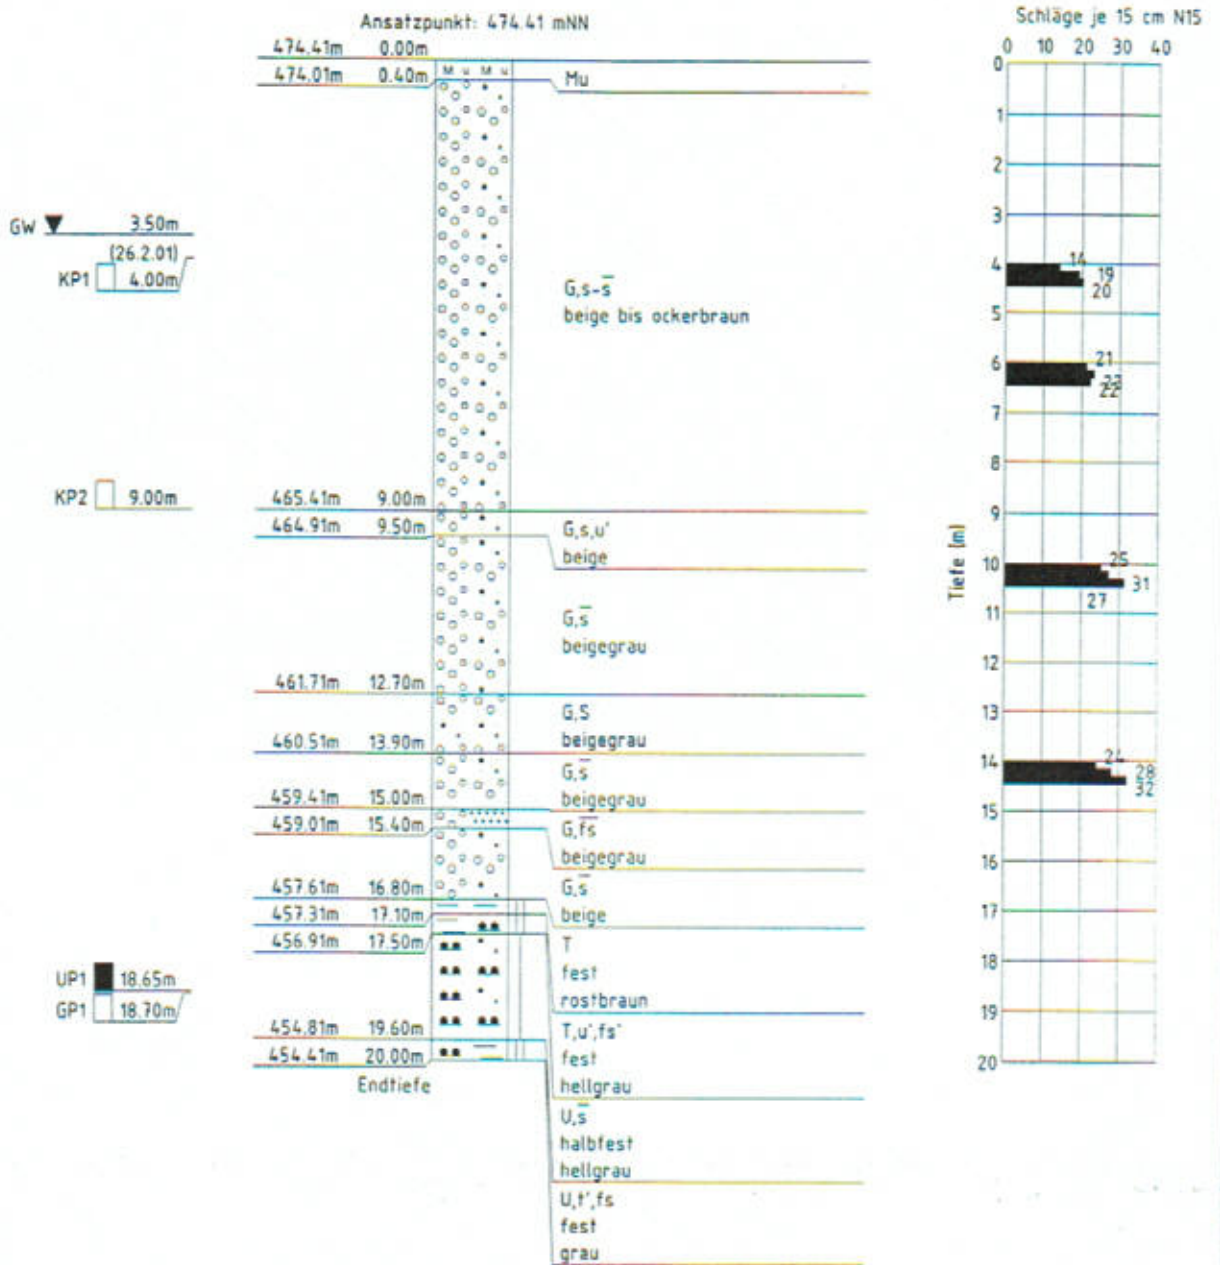 Ansatzpunkt: 474.41 mNN
474.41m 0.00m
474.01m 0.40m
M u M u
Mu
GW 3.50m
(26.2.01)
KP1 4.00m
G,s-s̅
beige bis ockerbraun
KP2 9.00m
465.41m 9.00m
464.91m 9.50m
G,s,u'
beige
G,s̅
beigegrau
461.71m 12.70m
G,S
beigegrau
460.51m 13.90m
G,s̅
beigegrau
459.41m 15.00m
459.01m 15.40m
G,f̅s̅
beigegrau
457.61m 16.80m
G,s̅
beige
457.31m 17.10m
456.91m 17.50m
T
fest
rostbraun
UP1 18.65m
GP1 18.70m
454.81m 19.60m
454.41m 20.00m
Endtiefe
T,u',fs'
fest
hellgrau
U,s̅
halbfest
hellgrau
U,t',fs
fest
grau
Schläge je 15 cm N15
0 10 20 30 40
Tiefe (m)
0
1
2
3
4
5
6
7
8
9
10
11
12
13
14
15
16
17
18
19
20
14
19
20
21
23
22
25
31
27
24
28
32